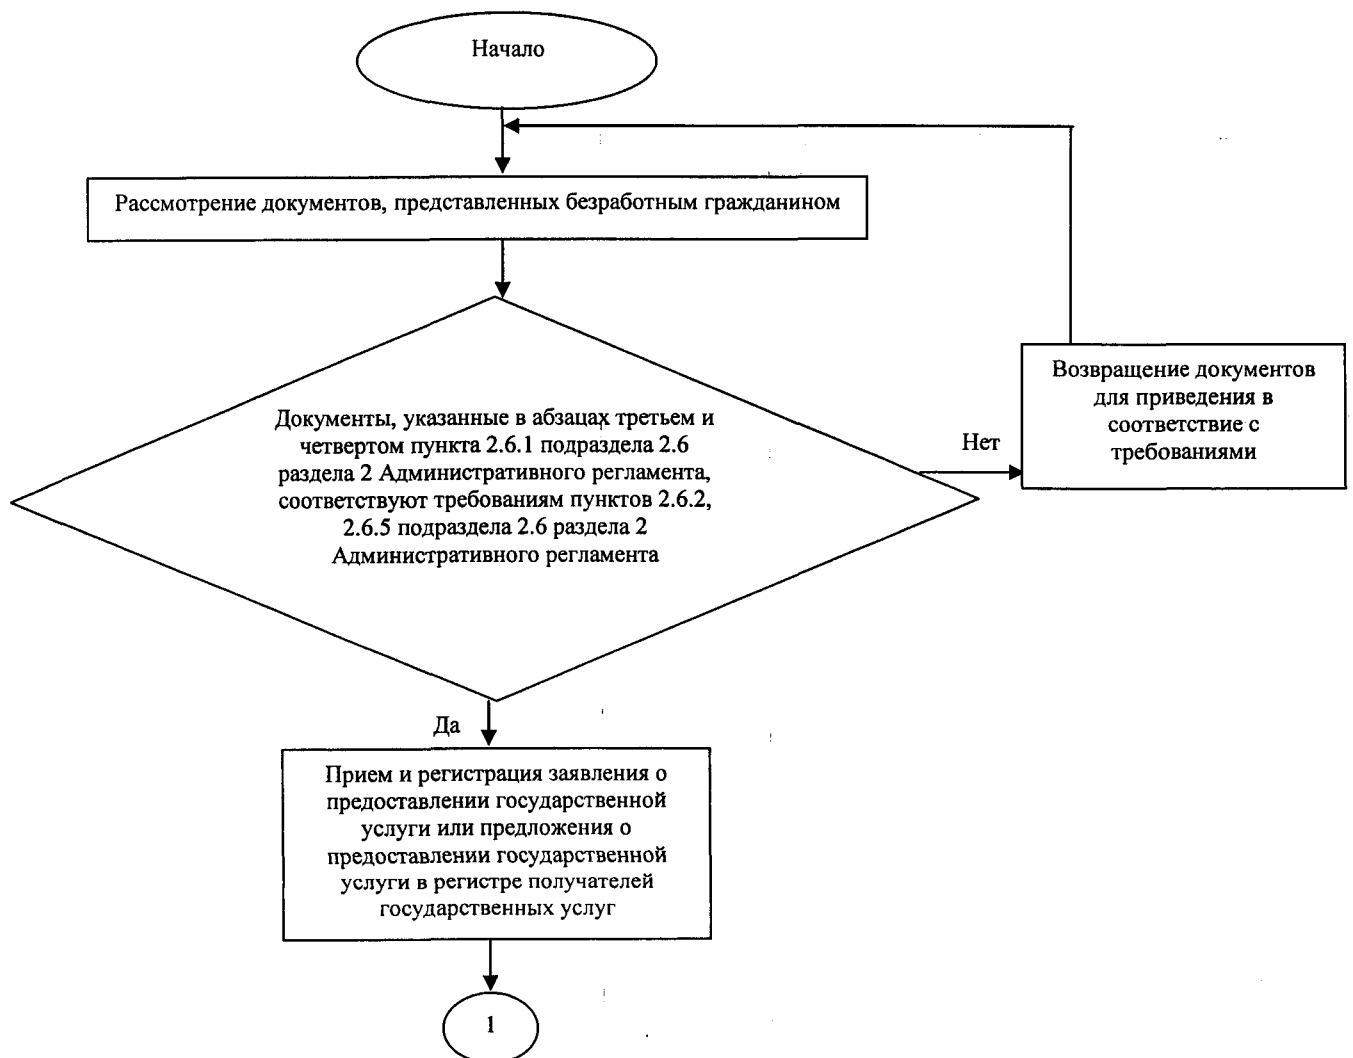 Начало
Рассмотрение документов, представленных безработным гражданином
Документы, указанные в абзацах третьем и
четвертом пункта 2.6.1 подраздела 2.6
раздела 2 Административного регламента,
соответствуют требованиям пунктов 2.6.2,
2.6.5 подраздела 2.6 раздела 2
Административного регламента
Нет
Возвращение документов
для приведения в
соответствие с
требованиями
Да
Прием и регистрация заявления о
предоставлении государственной
услуги или предложения о
предоставлении государственной
услуги в регистре получателей
государственных услуг
1